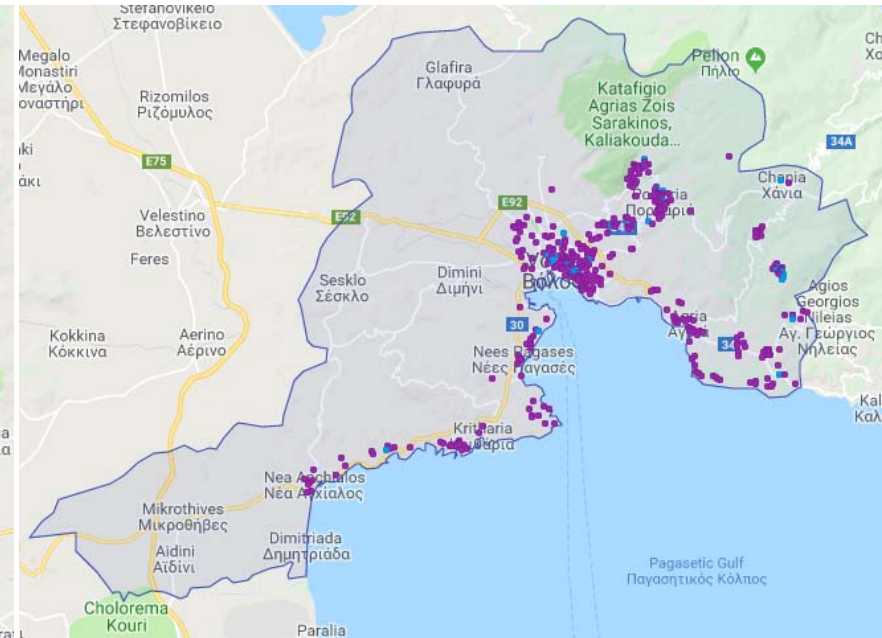 Stefanovikeio
Στεφανοβίκειο
Megalo
Monastiri
Μεγάλο
Glafira
Γλαφυρά
Pelion
Πήλιο
Rizomilos
Ριζόμυλος
Katafigio
Agrias Zois
Sarakinos,
Kaliakouda...
34A
E75
Chania
Χάνια
Velestino
Βελεστίνο
E92
E92
Feres
Sesklo
Σέσκλο
Dimini
Διμήνι
Agios
Georgios
Nileias
Αγ. Γεώργιος
Νηλείας
Kokkina
Κόκκινα
Aerino
Αέρινο
30
34
Nees Pagases
Νέες Παγασές
Kritharia
Nea Anchialos
Νέα Αγχίαλος
Mikrothives
Μικροθήβες
Dimitriada
Δημητριάδα
Aidini
Αϊδίνι
Pagasetic Gulf
Παγασητικός Κόλπος
Cholorema
Kouri
Paralia